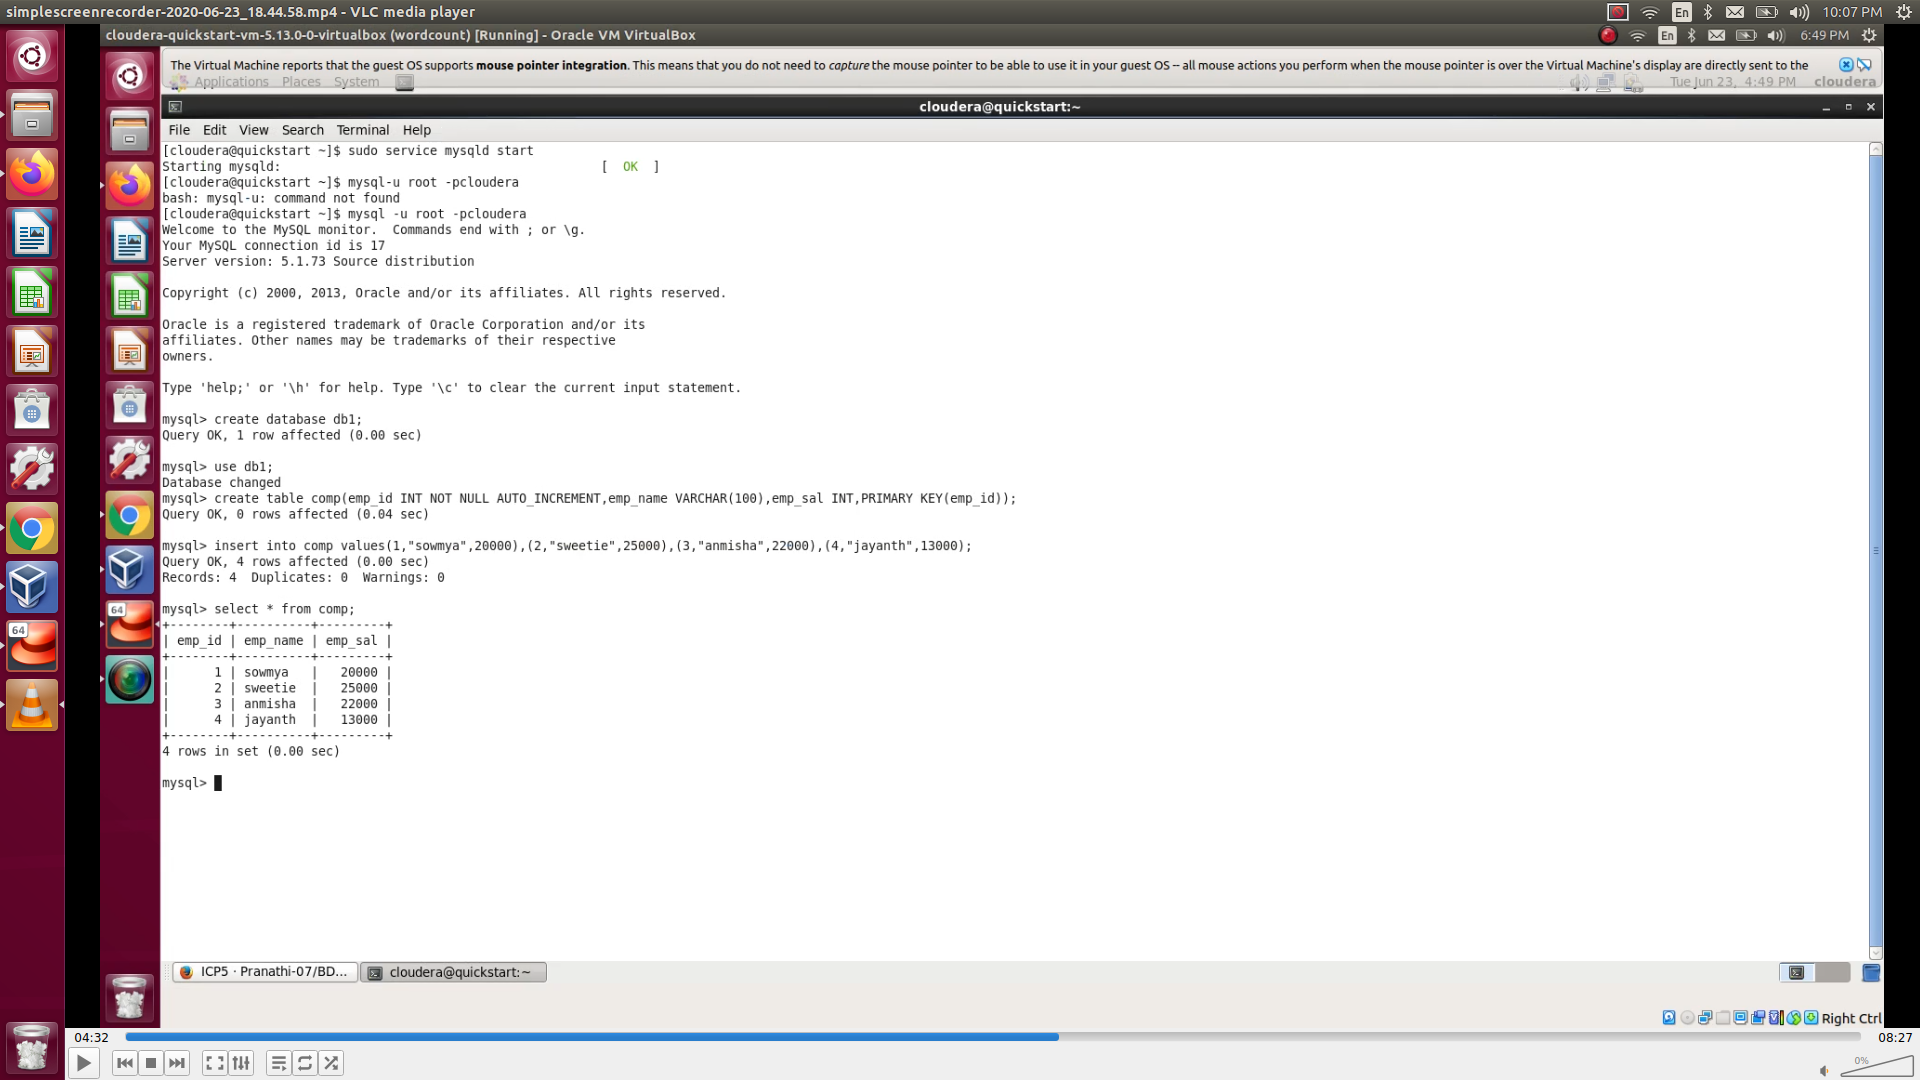 simplescreenrecorder-2020-06-23_18.44.58.mp4 - VLC media player
En
10:07 PM
cloudera-quickstart-vm-5.13.0-0-virtualbox (wordcount) [Running] - Oracle VM VirtualBox
En
6:49 PM
The Virtual Machine reports that the guest OS supports mouse pointer integration. This means that you do not need to capture the mouse pointer to be able to use it in your guest OS -- all mouse actions you perform when the mouse pointer is over the Virtual Machine's display are directly sent to the
Applications Places System
Tue Jun 23, 4:49 PM cloudera
cloudera@quickstart:~
File Edit View Search Terminal Help
[cloudera@quickstart ~]$ sudo service mysqld start
Starting mysqld: [ OK ]
[cloudera@quickstart ~]$ mysql-u root -pcloudera
bash: mysql-u: command not found
[cloudera@quickstart ~]$ mysql -u root -pcloudera
Welcome to the MySQL monitor.  Commands end with ; or \g.
Your MySQL connection id is 17
Server version: 5.1.73 Source distribution
Copyright (c) 2000, 2013, Oracle and/or its affiliates. All rights reserved.
Oracle is a registered trademark of Oracle Corporation and/or its
affiliates. Other names may be trademarks of their respective
owners.
Type 'help;' or '\h' for help. Type '\c' to clear the current input statement.
mysql> create database db1;
Query OK, 1 row affected (0.00 sec)
mysql> use db1;
Database changed
mysql> create table comp(emp_id INT NOT NULL AUTO_INCREMENT,emp_name VARCHAR(100),emp_sal INT,PRIMARY KEY(emp_id));
Query OK, 0 rows affected (0.04 sec)
mysql> insert into comp values(1,"sowmya",20000),(2,"sweetie",25000),(3,"anmisha",22000),(4,"jayanth",13000);
Query OK, 4 rows affected (0.00 sec)
Records: 4  Duplicates: 0  Warnings: 0
mysql> select * from comp;
+--------+----------+---------+
| emp_id | emp_name | emp_sal |
+--------+----------+---------+
|      1 | sowmya   |   20000 |
|      2 | sweetie  |   25000 |
|      3 | anmisha  |   22000 |
|      4 | jayanth  |   13000 |
+--------+----------+---------+
4 rows in set (0.00 sec)
mysql>
64
64
ICP5 · Pranathi-07/BD...
cloudera@quickstart:~
Right Ctrl
04:32
08:27
0%